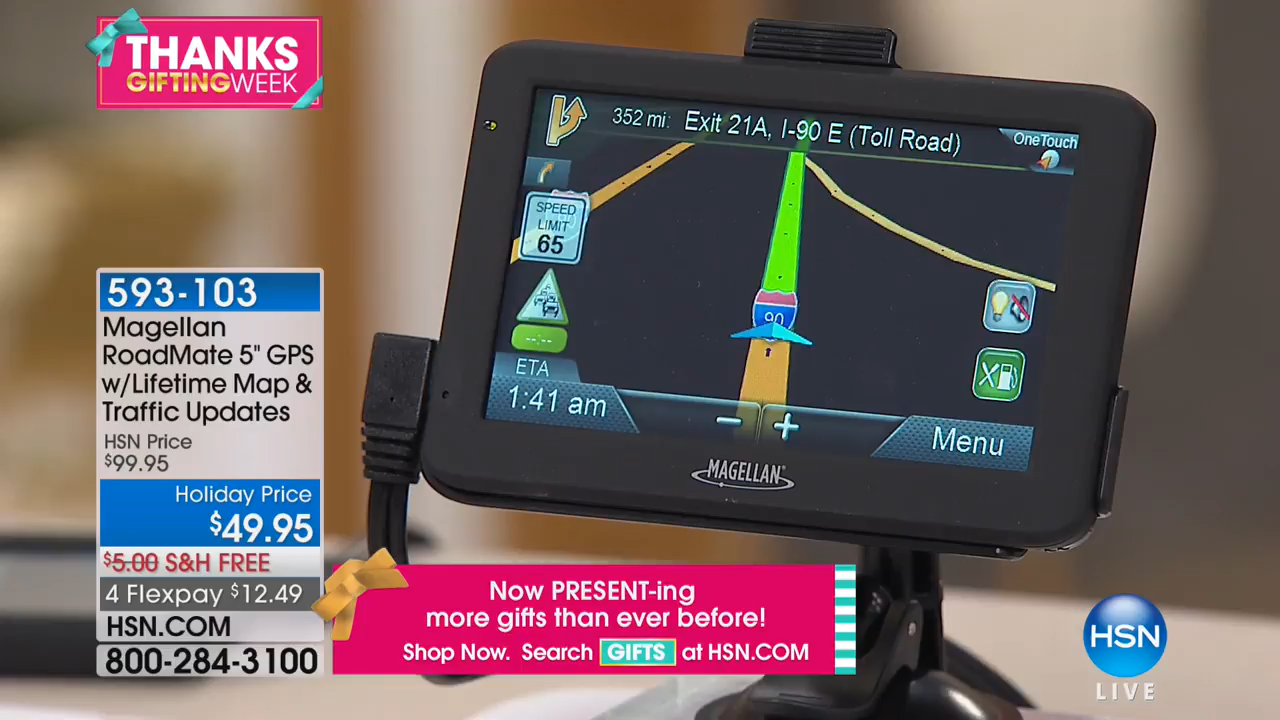 THANKS
GIFTINGWEEK
352 mi: Exit 21A, I-90 E (Toll Road)
OneTouch
SPEED
LIMIT
65
90
--:--
ETA
1:41 am
− +
Menu
MAGELLAN
593-103
Magellan
RoadMate 5" GPS
w/Lifetime Map &
Traffic Updates
HSN Price
$99.95
Holiday Price
$49.95
$5.00 S&H FREE
4 Flexpay $12.49
HSN.COM
800-284-3100
Now PRESENT-ing
more gifts than ever before!
Shop Now. Search GIFTS at HSN.COM
HSN
LIVE